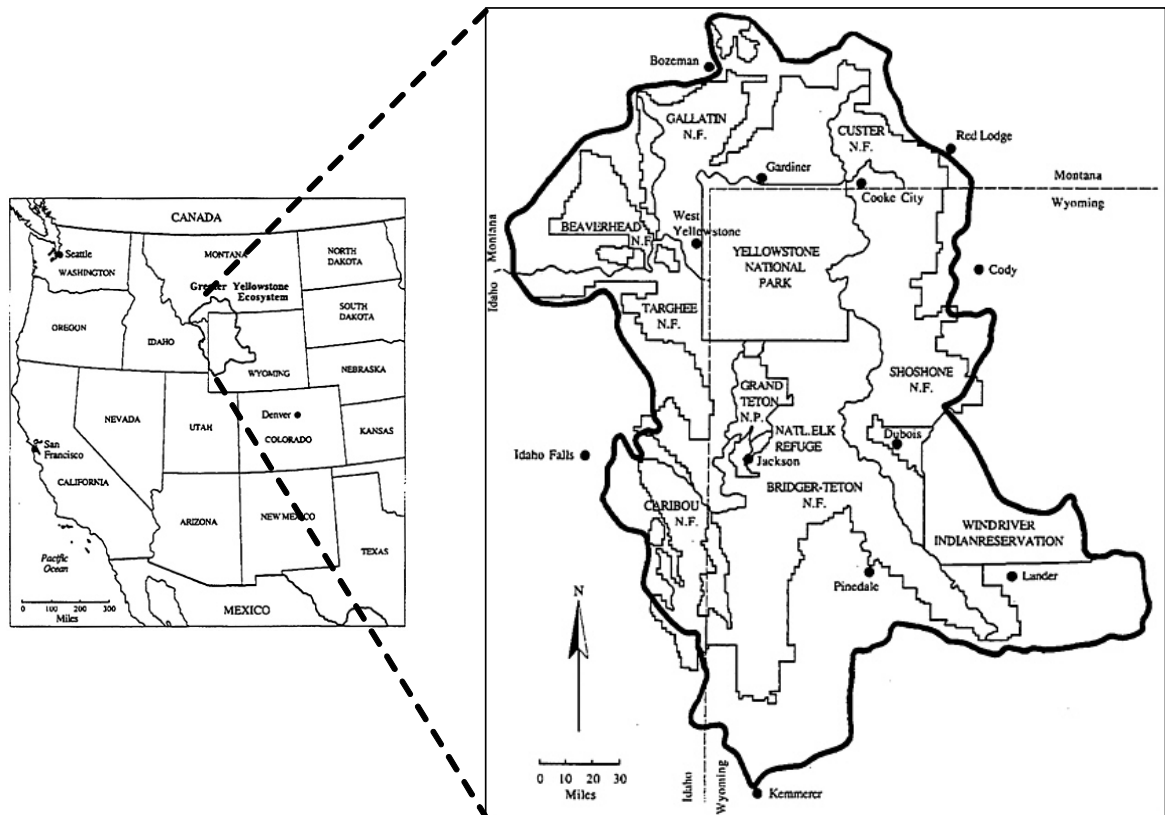 CANADA
Seattle
WASHINGTON
MONTANA
NORTH
DAKOTA
Greater Yellowstone
Ecosystem
SOUTH
DAKOTA
OREGON
IDAHO
WYOMING
NEBRASKA
NEVADA
UTAH
Denver
COLORADO
KANSAS
San
Francisco
CALIFORNIA
ARIZONA
NEW MEXICO
TEXAS
Pacific
Ocean
0 100 200 300
Miles
MEXICO
Bozeman
GALLATIN
N.F.
CUSTER
N.F.
Red Lodge
Gardiner
Cooke City
Montana
Wyoming
West
Yellowstone
BEAVERHEAD
N.F.
Montana
Idaho
YELLOWSTONE
NATIONAL
PARK
Cody
TARGHEE
N.F.
SHOSHONE
N.F.
GRAND
TETON
N.P.
NATL.ELK
REFUGE
Dubois
Idaho Falls
Jackson
BRIDGER-TETON
N.F.
CARIBOU
N.F.
WINDRIVER
INDIANRESERVATION
Pinedale
Lander
N
0 10 20 30
Miles
Idaho
Wyoming
Kemmerer